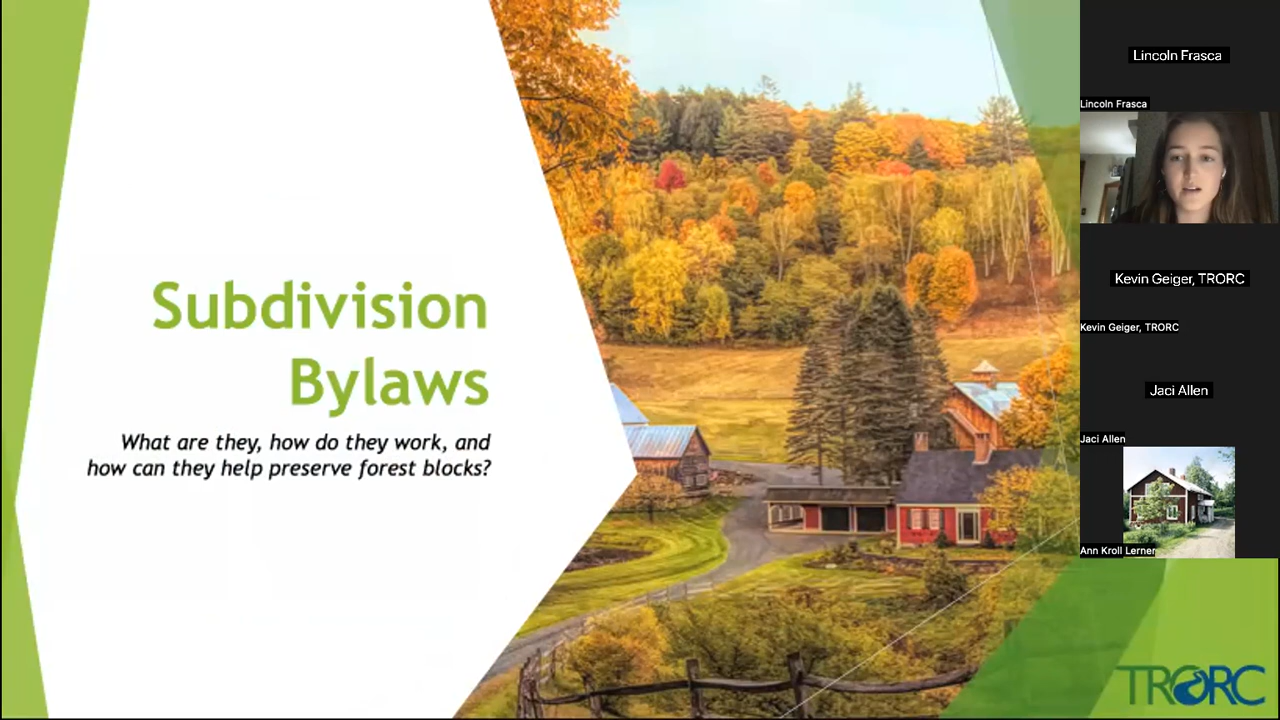 Subdivision
Bylaws
What are they, how do they work, and
how can they help preserve forest blocks?
Lincoln Frasca
Lincoln Frasca
Kevin Geiger, TRORC
Kevin Geiger, TRORC
Jaci Allen
Jaci Allen
Ann Kroll Lerner
TRORC